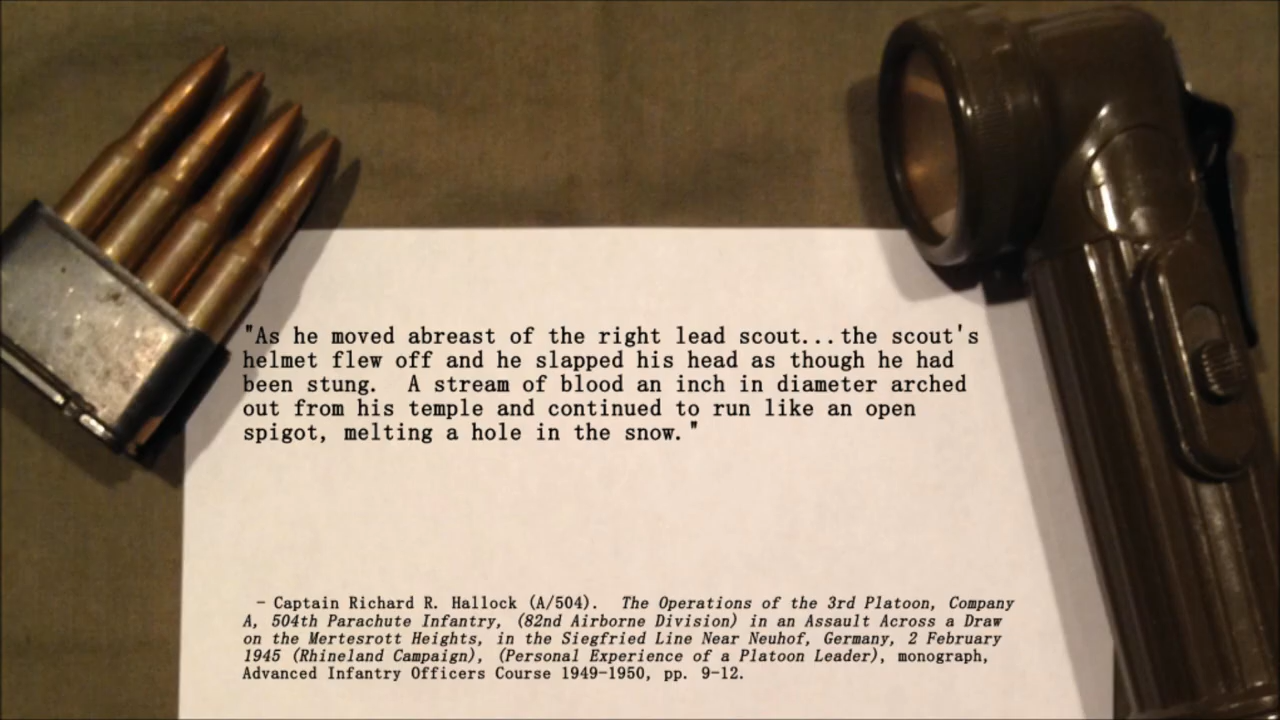 "As he moved abreast of the right lead scout...the scout's
helmet flew off and he slapped his head as though he had
been stung.  A stream of blood an inch in diameter arched
out from his temple and continued to run like an open
spigot, melting a hole in the snow."
– Captain Richard R. Hallock (A/504).  The Operations of the 3rd Platoon, Company
A, 504th Parachute Infantry, (82nd Airborne Division) in an Assault Across a Draw
on the Mertesrott Heights, in the Siegfried Line Near Neuhof, Germany, 2 February
1945 (Rhineland Campaign), (Personal Experience of a Platoon Leader), monograph,
Advanced Infantry Officers Course 1949–1950, pp. 9–12.